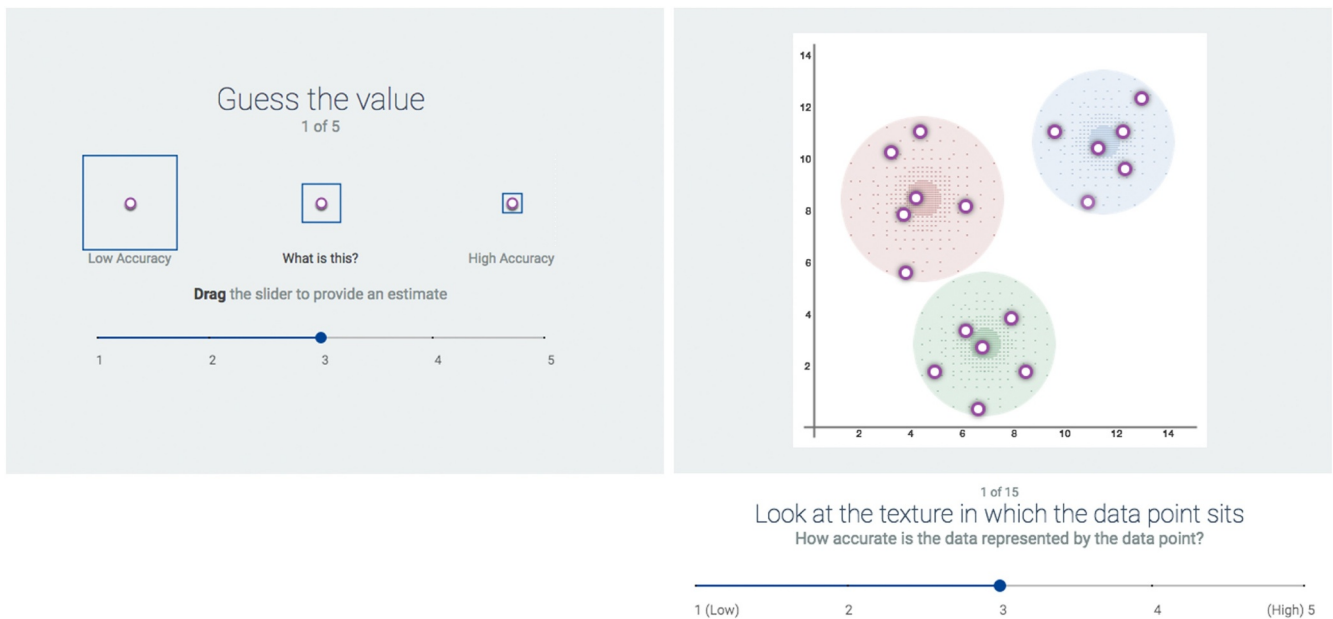 Guess the value
1 of 5
Low Accuracy What is this? High Accuracy
Drag the slider to provide an estimate
1 2 3 4 5
14
12
10
8
6
4
2
2 4 6 8 10 12 14
1 of 15
Look at the texture in which the data point sits
How accurate is the data represented by the data point?
1 (Low) 2 3 4 (High) 5